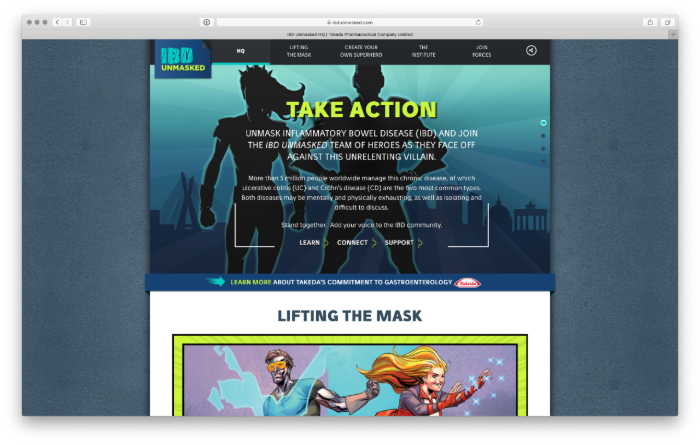 ibdunmasked.com
IBD Unmasked HQ | Takeda Pharmaceutical Company Limited
IBD
UNMASKED
HQ
LIFTING
THE MASK
CREATE YOUR
OWN SUPERHERO
THE
INSTITUTE
JOIN
FORCES
TAKE ACTION
UNMASK INFLAMMATORY BOWEL DISEASE (IBD) AND JOIN
THE IBD UNMASKED TEAM OF HEROES AS THEY FACE OFF
AGAINST THIS UNRELENTING VILLAIN.
More than 5 million people worldwide manage this chronic disease, of which
ulcerative colitis (UC) and Crohn's disease (CD) are the two most common types.
Both diseases may be mentally and physically exhausting, as well as isolating and
difficult to discuss.
Stand together. Add your voice to the IBD community.
LEARN CONNECT SUPPORT
LEARN MORE ABOUT TAKEDA'S COMMITMENT TO GASTROENTEROLOGY Takeda
LIFTING THE MASK